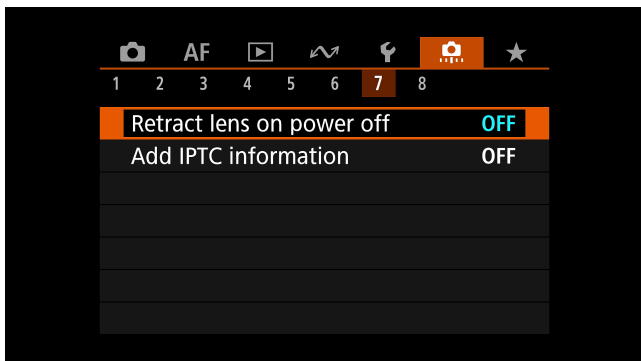 AF
1 2 3 4 5 6 7 8
Retract lens on power off OFF
Add IPTC information OFF